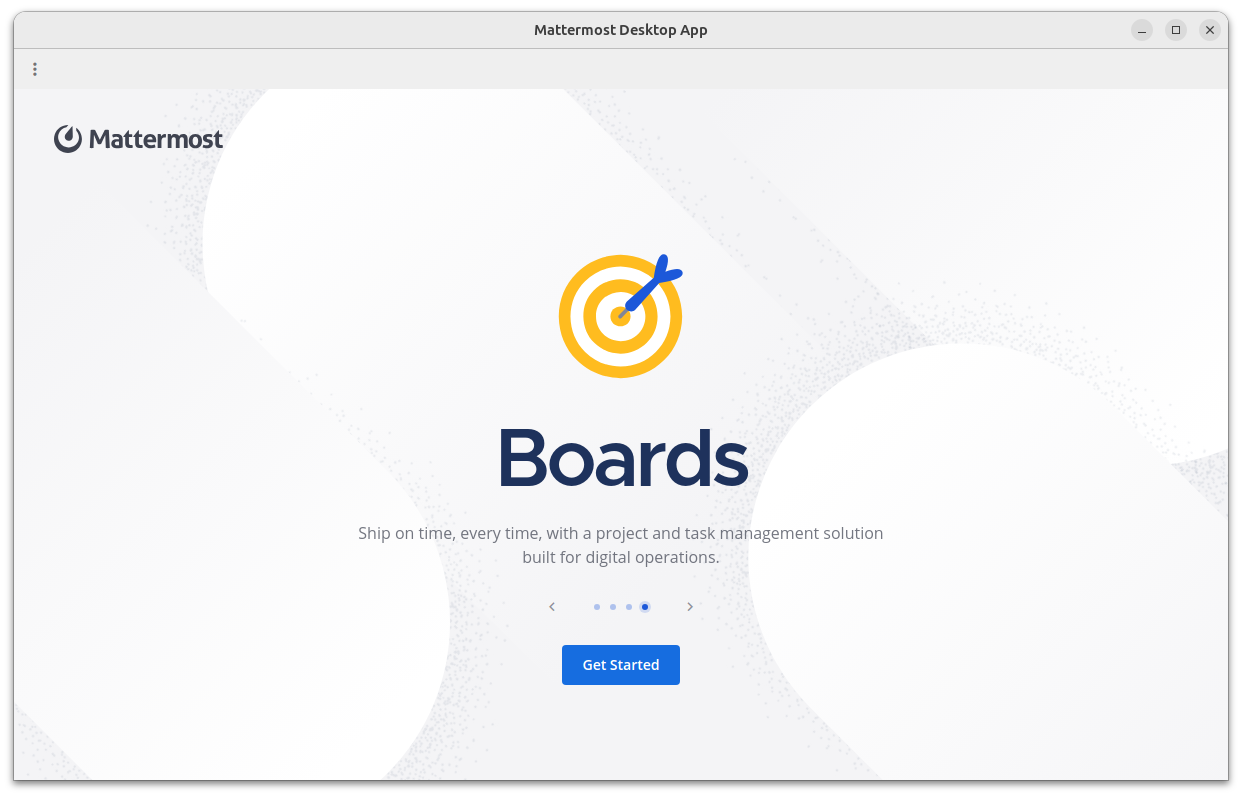 Mattermost Desktop App
Mattermost
Boards
Ship on time, every time, with a project and task management solution
built for digital operations.
Get Started